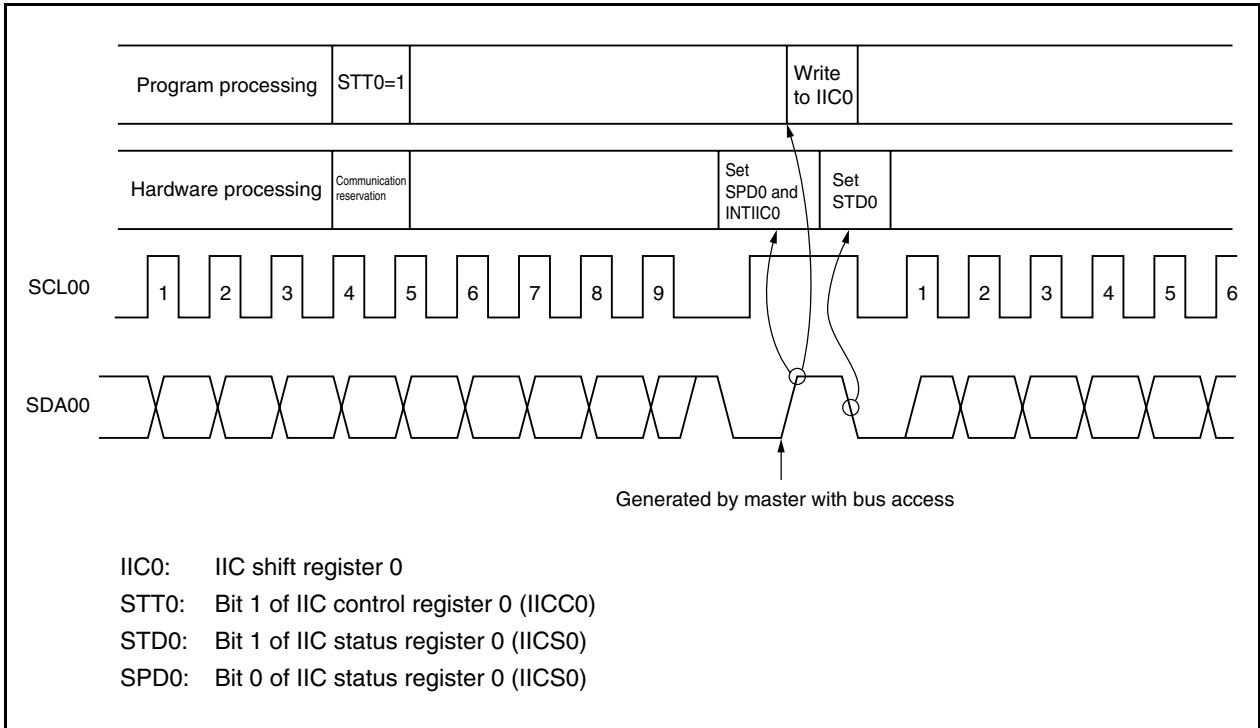 Program processing
STT0=1
Write
to IIC0
Hardware processing
Communication
reservation
Set
SPD0 and
INTIIC0
Set
STD0
SCL00
1 2 3 4 5 6 7 8 9 1 2 3 4 5 6
SDA00
Generated by master with bus access
IIC0: IIC shift register 0
STT0: Bit 1 of IIC control register 0 (IICC0)
STD0: Bit 1 of IIC status register 0 (IICS0)
SPD0: Bit 0 of IIC status register 0 (IICS0)